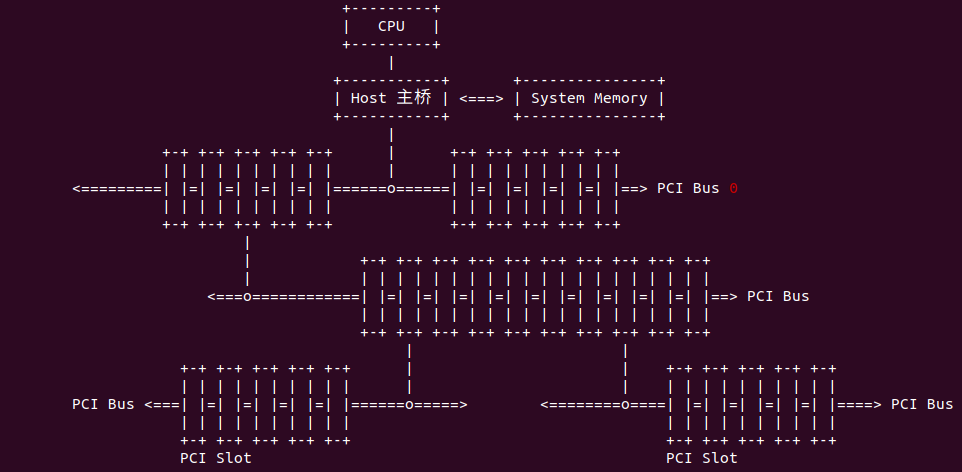 CPU
Host 主桥 <===> System Memory
PCI Bus 0
PCI Bus
PCI Bus
PCI Bus
PCI Slot
PCI Slot